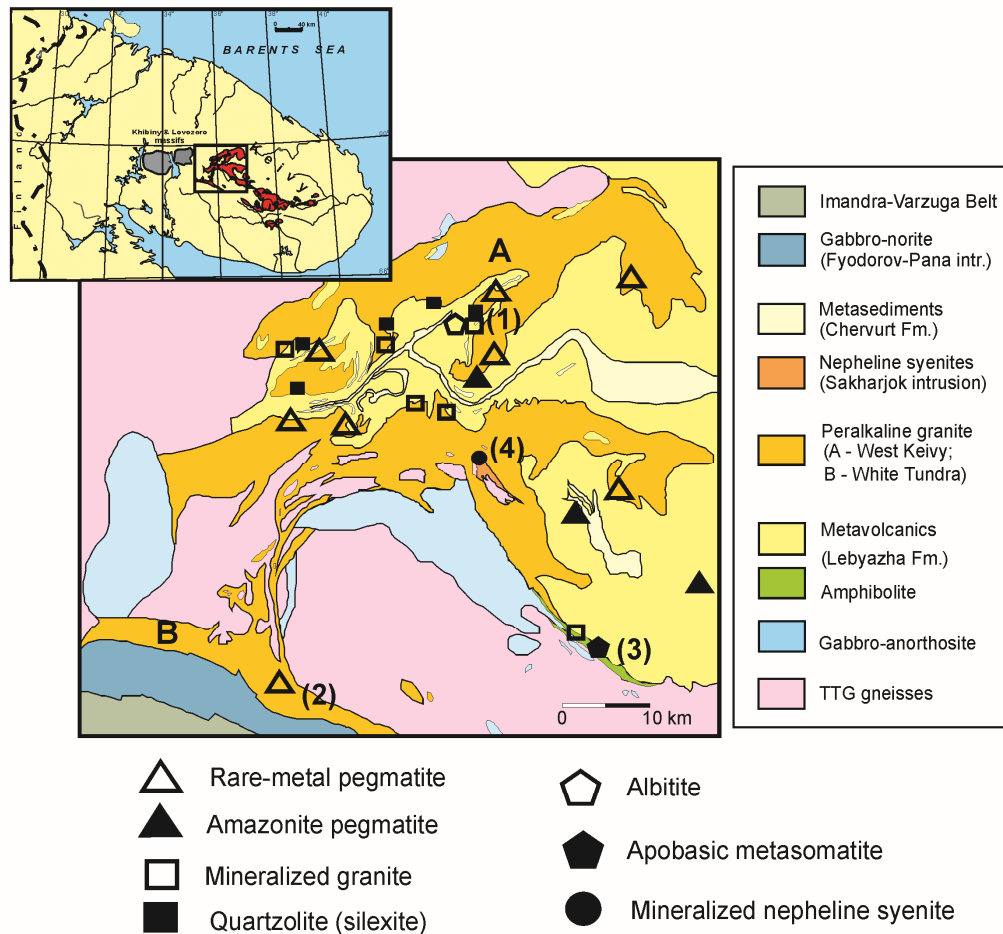 0 40 km
BARENTS SEA
Khibiny & Lovozero
massifs
Finland
K e
v y
A
(1)
(4)
B
(2)
(3)
0 10 km
Imandra-Varzuga Belt
Gabbro-norite
(Fyodorov-Pana intr.)
Metasediments
(Chervurt Fm.)
Nepheline syenites
(Sakharjok intrusion)
Peralkaline granite
(A - West Keivy;
B - White Tundra)
Metavolcanics
(Lebyazha Fm.)
Amphibolite
Gabbro-anorthosite
TTG gneisses
Rare-metal pegmatite
Amazonite pegmatite
Mineralized granite
Quartzolite (silexite)
Albitite
Apobasic metasomatite
Mineralized nepheline syenite